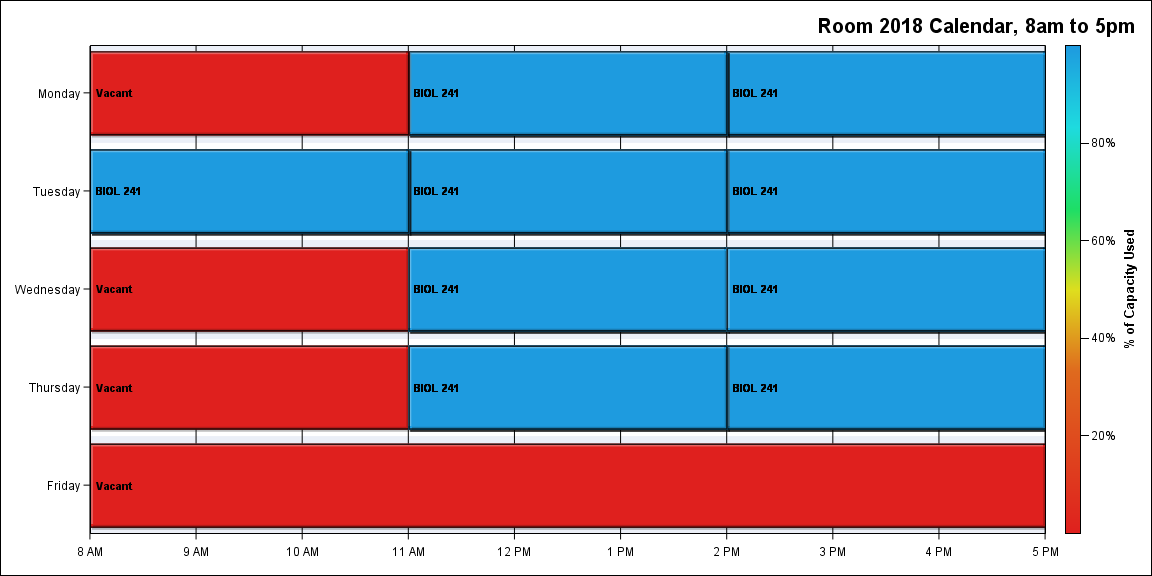 Room 2018 Calendar, 8am to 5pm
Monday Vacant BIOL 241 BIOL 241
Tuesday BIOL 241 BIOL 241 BIOL 241
Wednesday Vacant BIOL 241 BIOL 241
Thursday Vacant BIOL 241 BIOL 241
Friday Vacant
8 AM 9 AM 10 AM 11 AM 12 PM 1 PM 2 PM 3 PM 4 PM 5 PM
80%
60%
40%
20%
% of Capacity Used